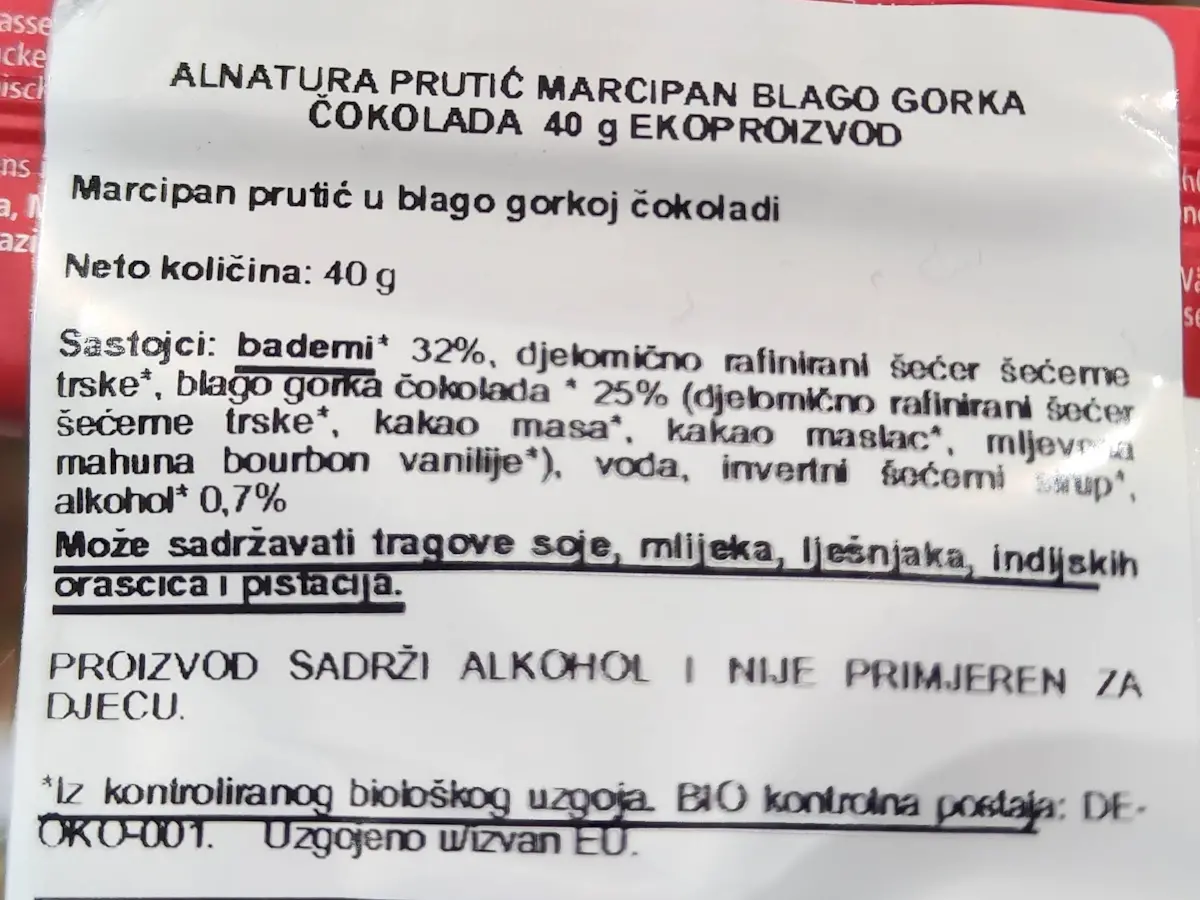 ALNATURA PRUTIĆ MARCIPAN BLAGO GORKA
ČOKOLADA 40 g EKOPROIZVOD
Marcipan prutić u blago gorkoj čokoladi
Neto količina: 40 g
Sastojci: bademi* 32%, djelomično rafinirani šećer šećerne
trske*, blago gorka čokolada * 25% (djelomično rafinirani šećer
šećerne trske*, kakao masa*, kakao maslac*,
mahuna bourbon vanilije*), voda, invertni šećerni sirup*,
alkohol* 0,7%
Može sadržavati tragove soje, mlijeka, lješnjaka, indijskih
oraščića i pistacija.
PROIZVOD SADRŽI ALKOHOL I NIJE PRIMJEREN ZA
DJECU.
*Iz kontroliranog biološkog uzgoja. BIO kontrolna postaja: DE-
ÖKO-001. Uzgojeno u/izvan EU.